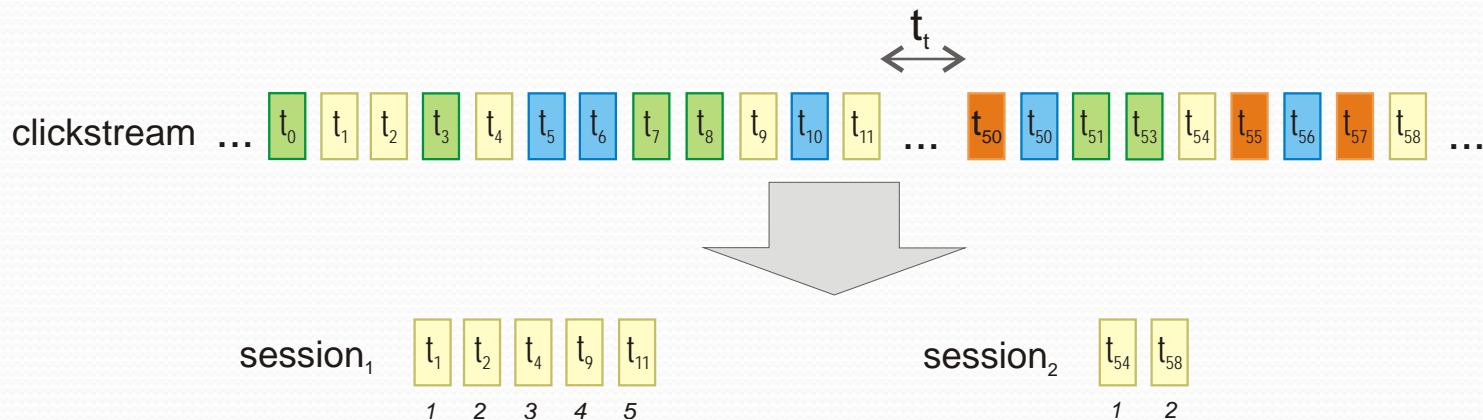 tₜ
clickstream ... t₀ t₁ t₂ t₃ t₄ t₅ t₆ t₇ t₈ t₉ t₁₀ t₁₁ ... t₅₀ t₅₀ t₅₁ t₅₃ t₅₄ t₅₅ t₅₆ t₅₇ t₅₈ ...
session₁ t₁ t₂ t₄ t₉ t₁₁ session₂ t₅₄ t₅₈
1 2 3 4 5 1 2